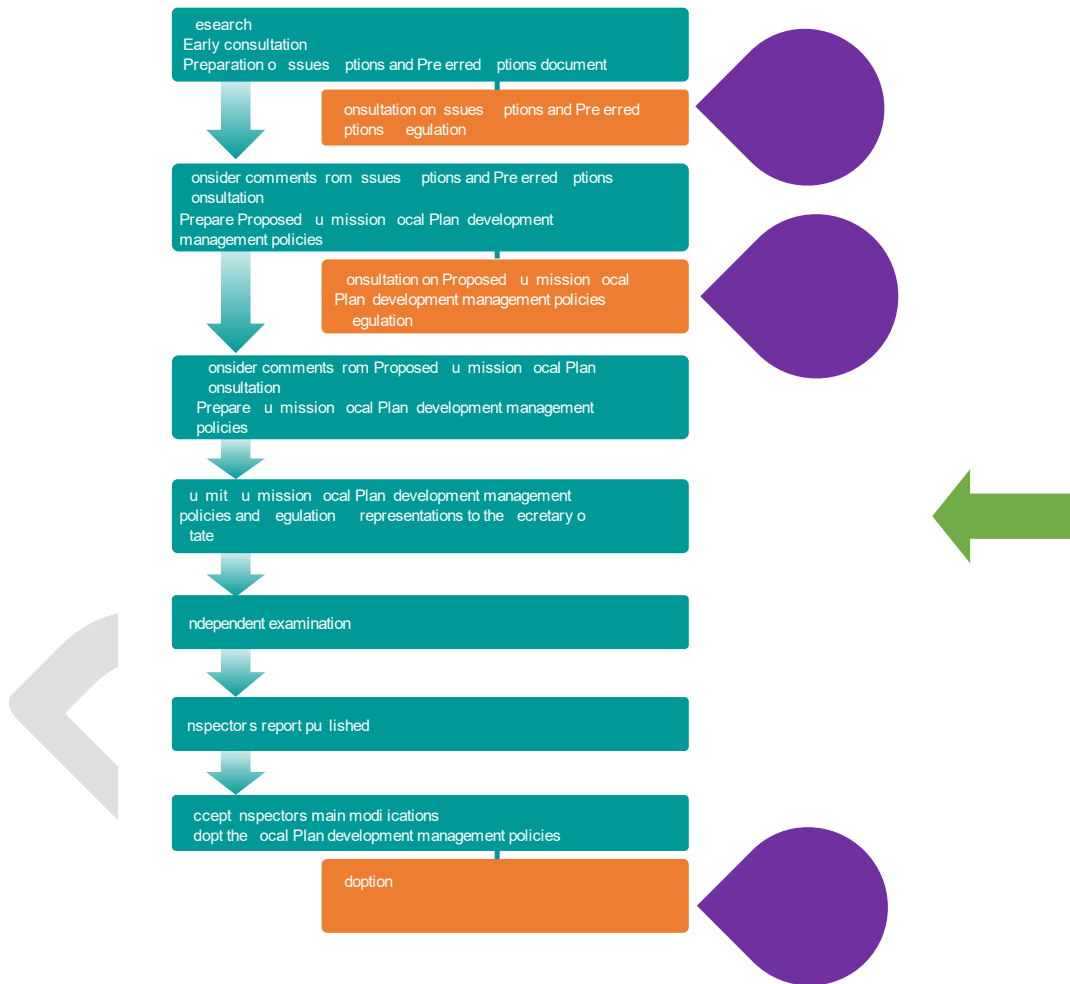 esearch
Early consultation
Preparation o ssues ptions and Pre erred ptions document
onsultation on ssues ptions and Pre erred
ptions egulation
onsider comments rom ssues ptions and Pre erred ptions
onsultation
Prepare Proposed u mission ocal Plan development
management policies
onsultation on Proposed u mission ocal
Plan development management policies
egulation
onsider comments rom Proposed u mission ocal Plan
onsultation
Prepare u mission ocal Plan development management
policies
u mit u mission ocal Plan development management
policies and egulation representations to the ecretary o
tate
ndependent examination
nspector s report pu lished
ccept nspectors main modi ications
dopt the ocal Plan development management policies
doption